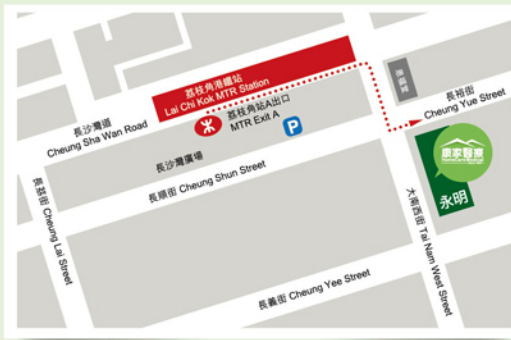 荔枝角港鐵站
Lai Chi Kok MTR Station
荔枝角站A出口
MTR Exit A
P
長沙灣道
Cheung Sha Wan Road
長沙灣廣場
長順街 Cheung Shun Street
長裕街
Cheung Yue Street
康家醫療
HomeCare Medical
永明
長荔街 Cheung Lai Street
大南西街 Tai Nam West Street
長義街 Cheung Yee Street